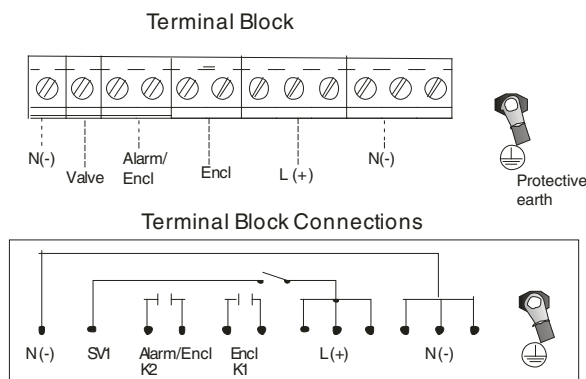 Terminal Block
N(-)
Valve
Alarm/
Encl
Encl
L (+)
N(-)
Protective
earth
Terminal Block Connections
N (-) SV1 Alarm/Encl Encl L (+) N(-)
K2 K1